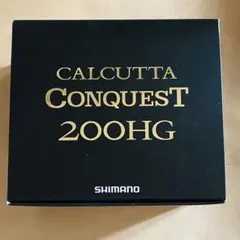 CALCUTTA
CONQUEST
200HG
SHIMANO